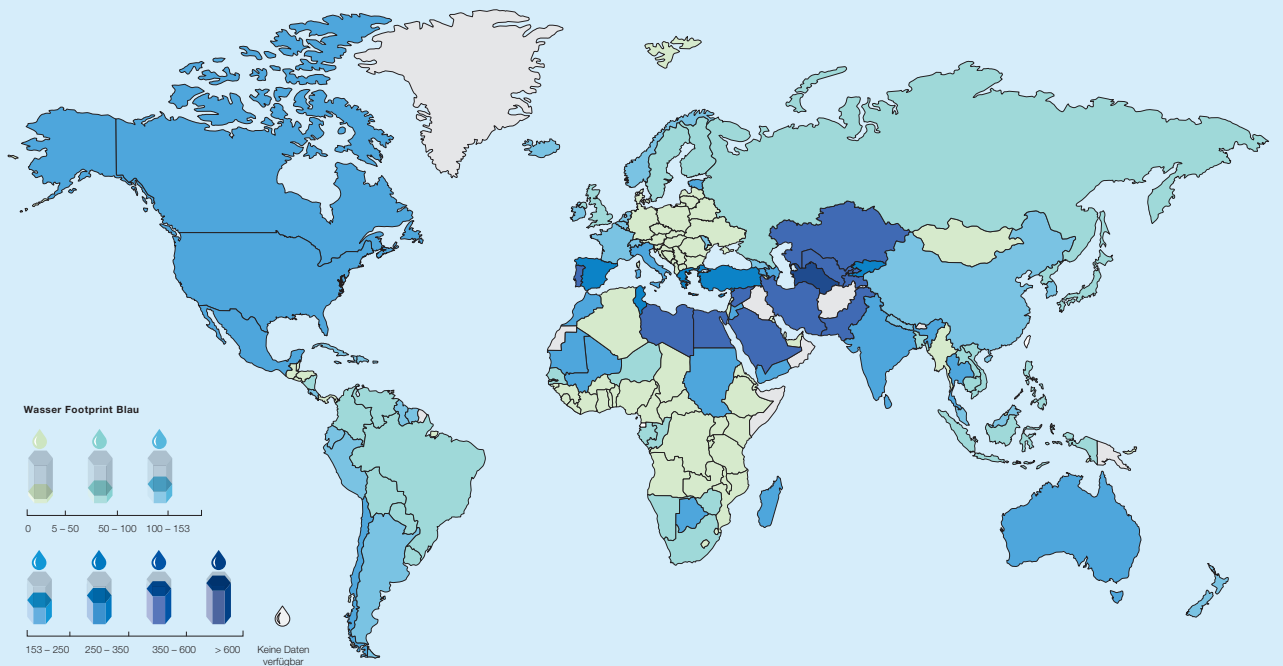 Wasser Footprint Blau
0 5 – 50 50 – 100 100 – 153
153 – 250 250 – 350 350 – 600 > 600
Keine Daten
verfügbar